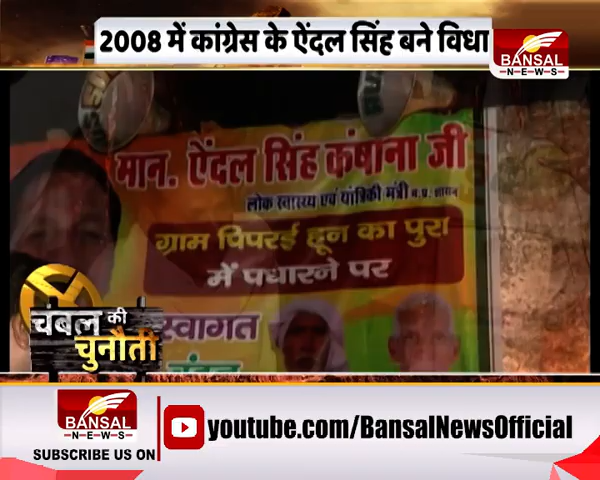 2008 में कांग्रेस के ऐंदल सिंह बने विधा
BANSAL
NEWS
मान. ऐंदल सिंह कंषाना जी
लोक स्वास्थ्य एवं यांत्रिकी मंत्री म.प्र. शासन
ग्राम पिपरई हून का पुरा
में पधारने पर
स्वागत
चंबल की
चुनौती
BANSAL
NEWS
SUBSCRIBE US ON
youtube.com/BansalNewsOfficial